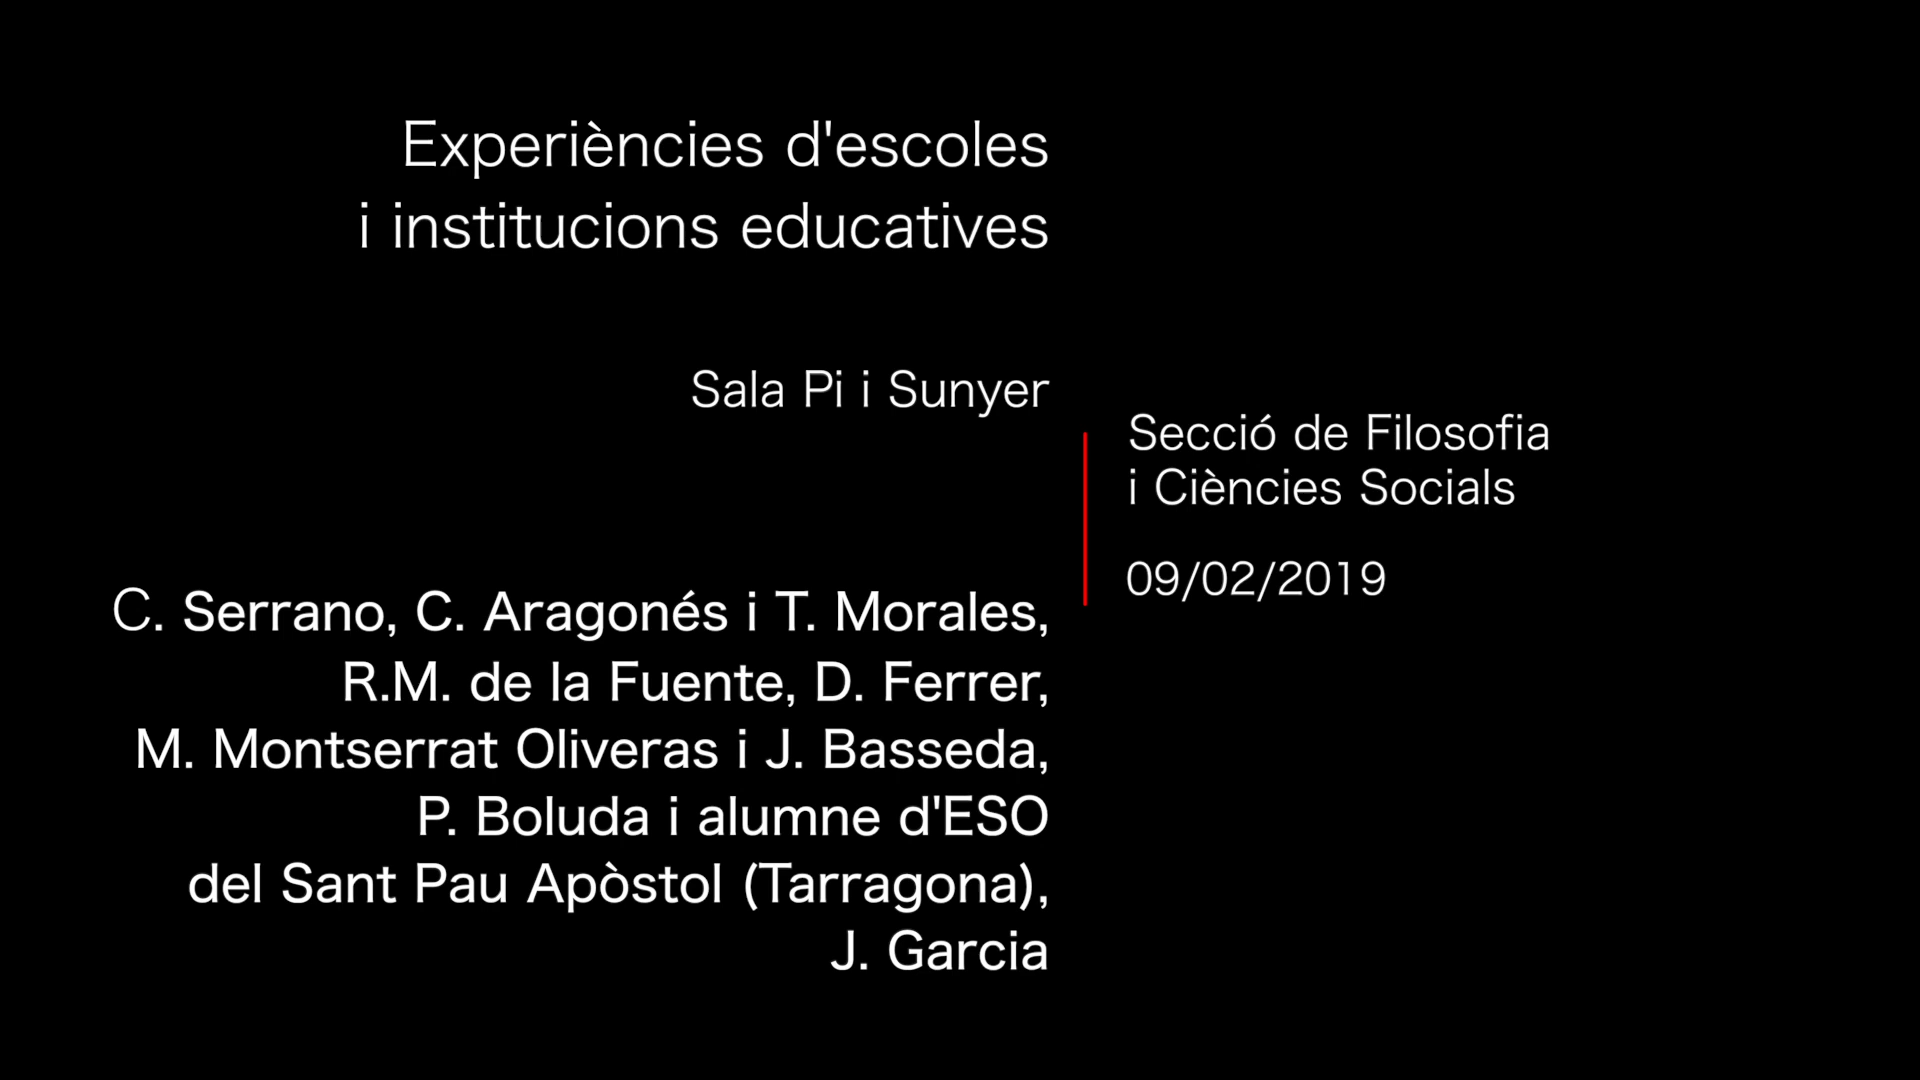 Experiències d'escoles
i institucions educatives
Sala Pi i Sunyer
Secció de Filosofia
i Ciències Socials
09/02/2019
C. Serrano, C. Aragonés i T. Morales,
R.M. de la Fuente, D. Ferrer,
M. Montserrat Oliveras i J. Basseda,
P. Boluda i alumne d'ESO
del Sant Pau Apòstol (Tarragona),
J. Garcia